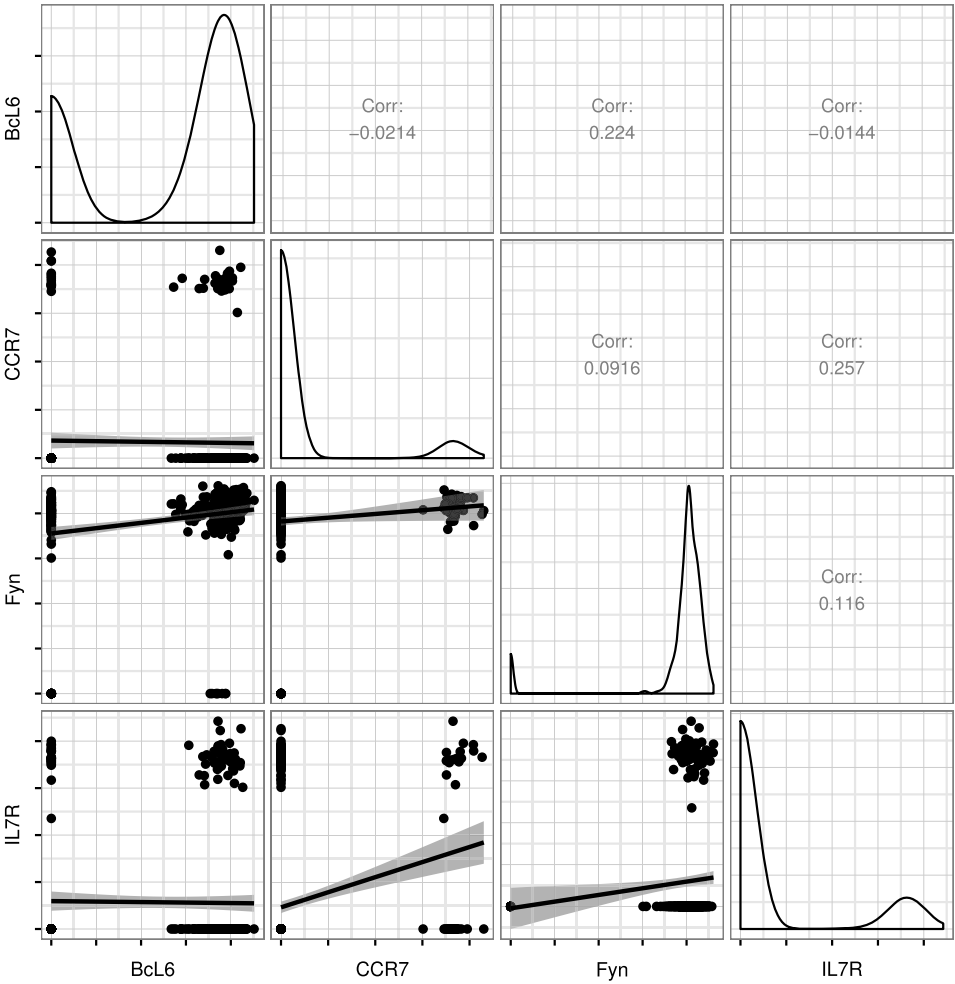 BcL6
Corr:
−0.0214
Corr:
0.224
Corr:
−0.0144
CCR7
Corr:
0.0916
Corr:
0.257
Fyn
Corr:
0.116
IL7R
BcL6
CCR7
Fyn
IL7R